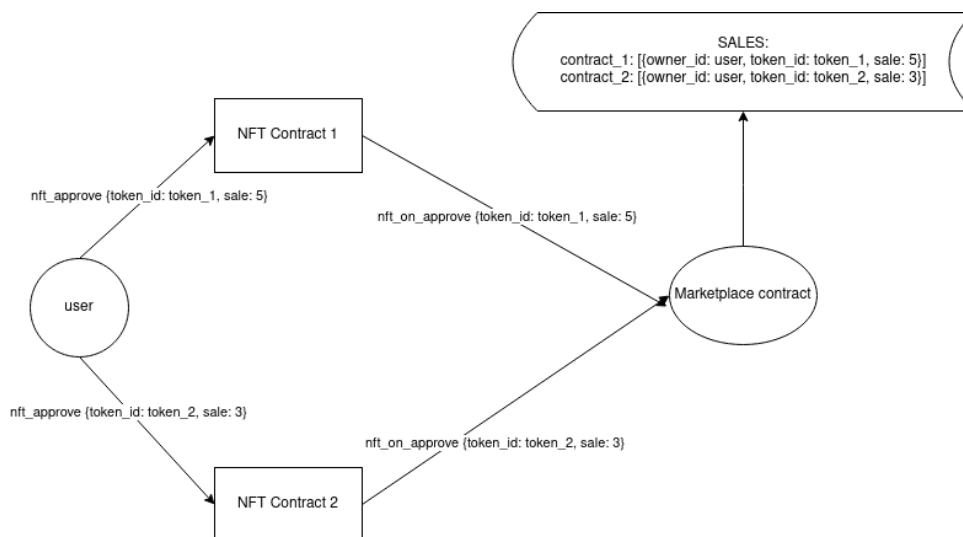 SALES:
contract_1: [{owner_id: user, token_id: token_1, sale: 5}]
contract_2: [{owner_id: user, token_id: token_2, sale: 3}]
NFT Contract 1
nft_approve {token_id: token_1, sale: 5}
nft_on_approve {token_id: token_1, sale: 5}
user
Marketplace contract
nft_approve {token_id: token_2, sale: 3}
nft_on_approve {token_id: token_2, sale: 3}
NFT Contract 2